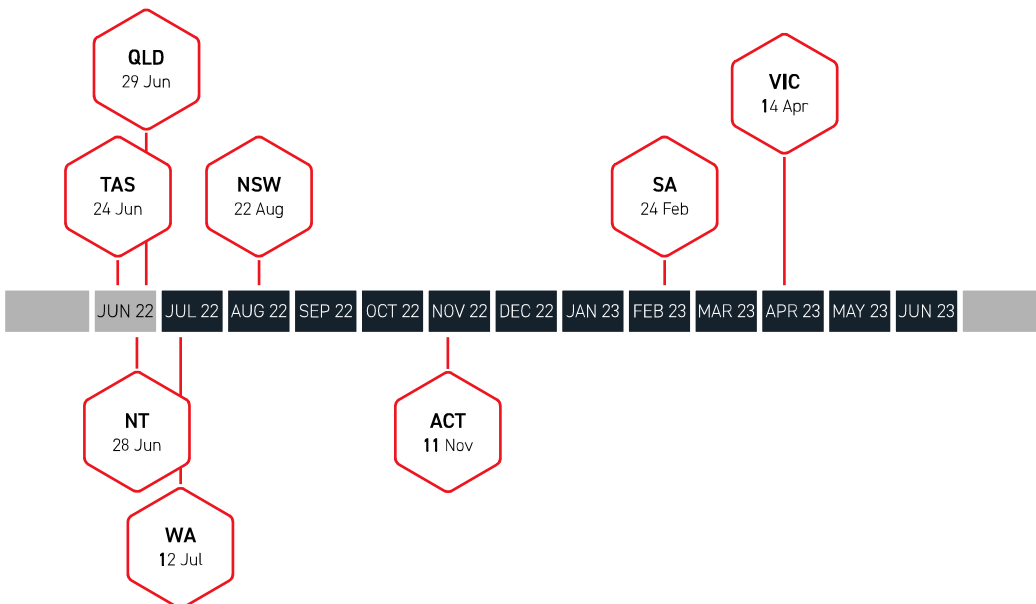 QLD
29 Jun
VIC
14 Apr
TAS
24 Jun
NSW
22 Aug
SA
24 Feb
JUN 22 JUL 22 AUG 22 SEP 22 OCT 22 NOV 22 DEC 22 JAN 23 FEB 23 MAR 23 APR 23 MAY 23 JUN 23
NT
28 Jun
ACT
11 Nov
WA
12 Jul